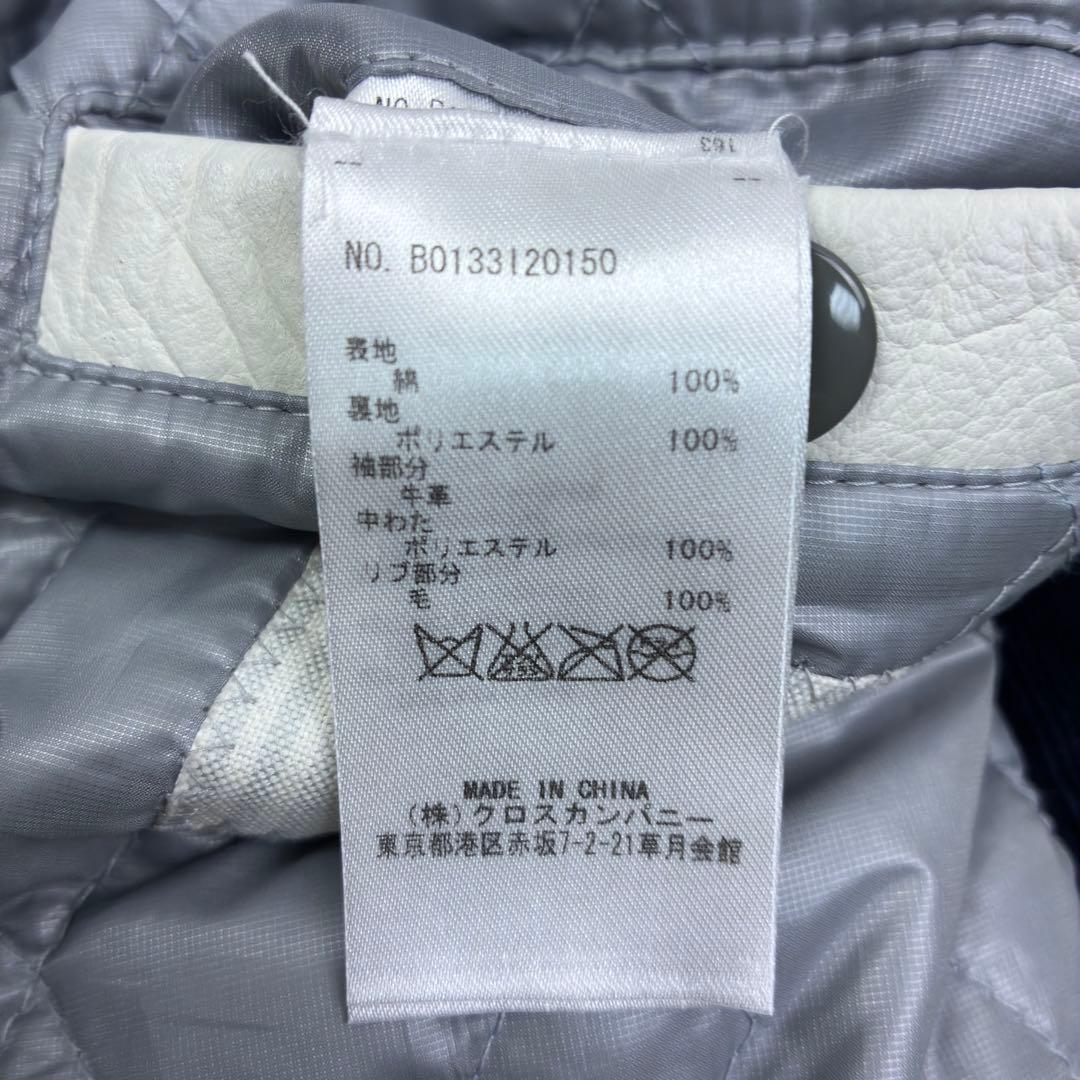 NO.
163
NO. B0133I20150
表地
綿 100%
裏地
ポリエステル 100%
袖部分
牛革
中わた
ポリエステル 100%
リブ部分
毛 100%
MADE IN CHINA
(株)クロスカンパニー
東京都港区赤坂7-2-21草月会館